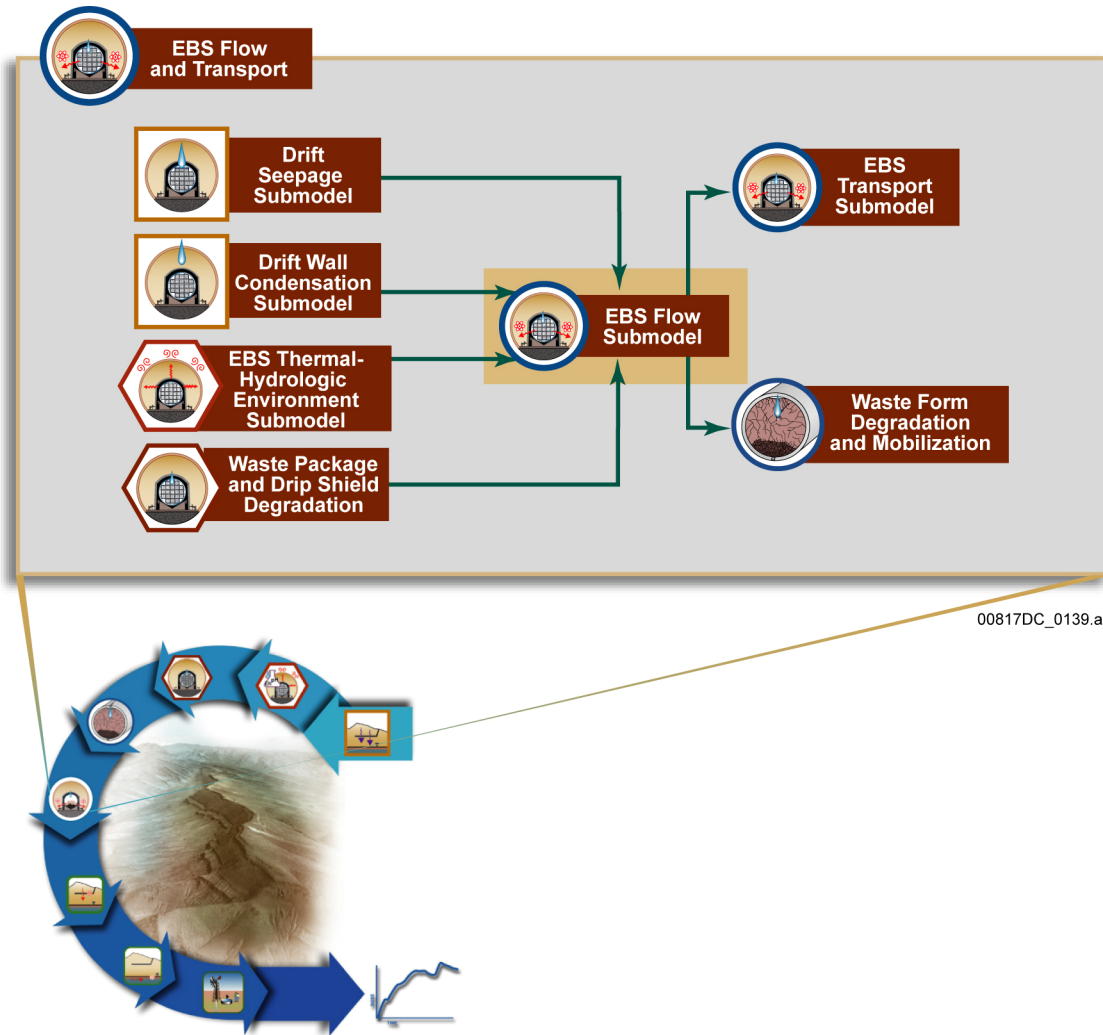 EBS Flow
and Transport
Drift
Seepage
Submodel
Drift Wall
Condensation
Submodel
EBS Thermal-
Hydrologic
Environment
Submodel
Waste Package
and Drip Shield
Degradation
EBS Flow
Submodel
EBS
Transport
Submodel
Waste Form
Degradation
and Mobilization
00817DC_0139.a